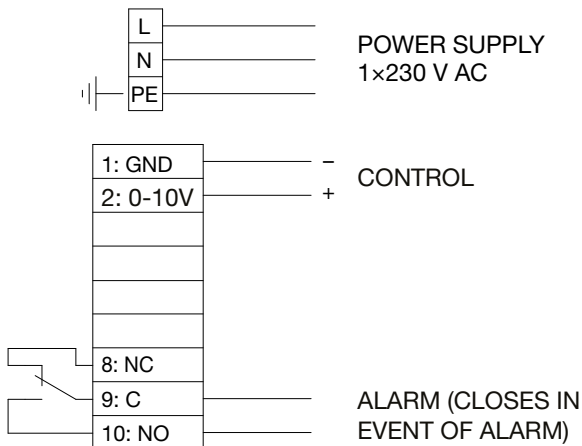 L
N
PE
POWER SUPPLY
1×230 V AC
1: GND
–
2: 0-10V
+
CONTROL
8: NC
9: C
10: NO
ALARM (CLOSES IN
EVENT OF ALARM)